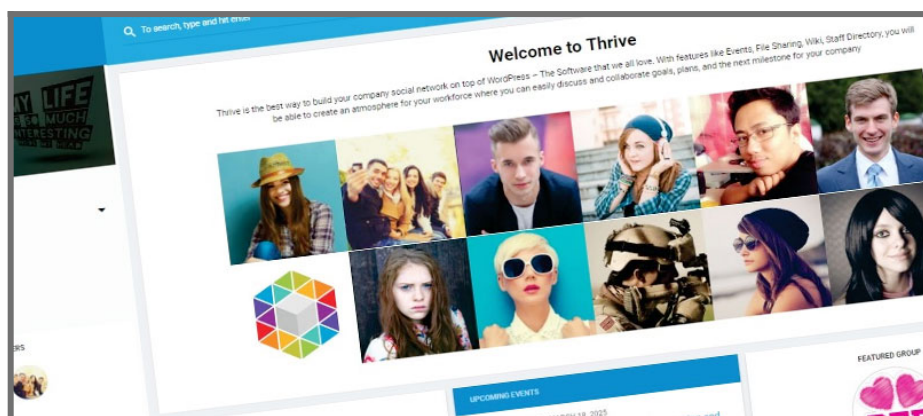 To search, type and hit enter
Welcome to Thrive
Thrive is the best way to build your company social network on top of WordPress – The Software that we all love. With features like Events, File Sharing, Wiki, Staff Directory, you will
be able to create an atmosphere for your workforce where you can easily discuss and collaborate goals, plans, and the next milestone for your company
MY LIFE
IS SO MUCH
INTERESTING
FEATURED GROUP
UPCOMING EVENTS
18, 2025
and